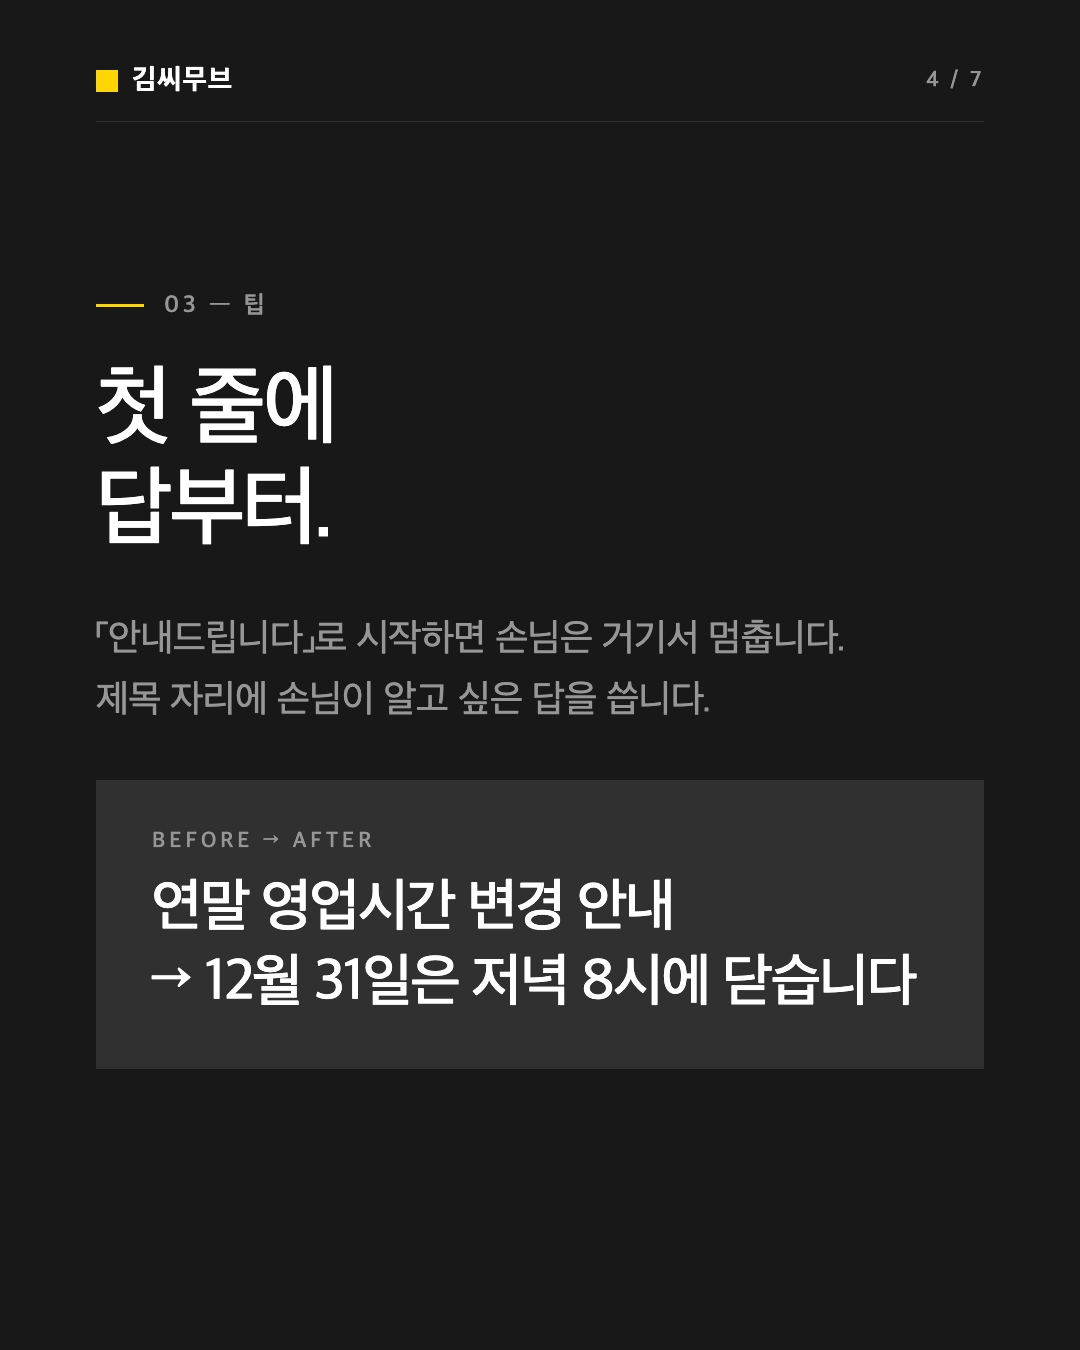 김씨무브
4 / 7
03 — 팁
첫 줄에
답부터.
「안내드립니다」로 시작하면 손님은 거기서 멈춥니다.
제목 자리에 손님이 알고 싶은 답을 씁니다.
BEFORE → AFTER
연말 영업시간 변경 안내
→ 12월 31일은 저녁 8시에 닫습니다